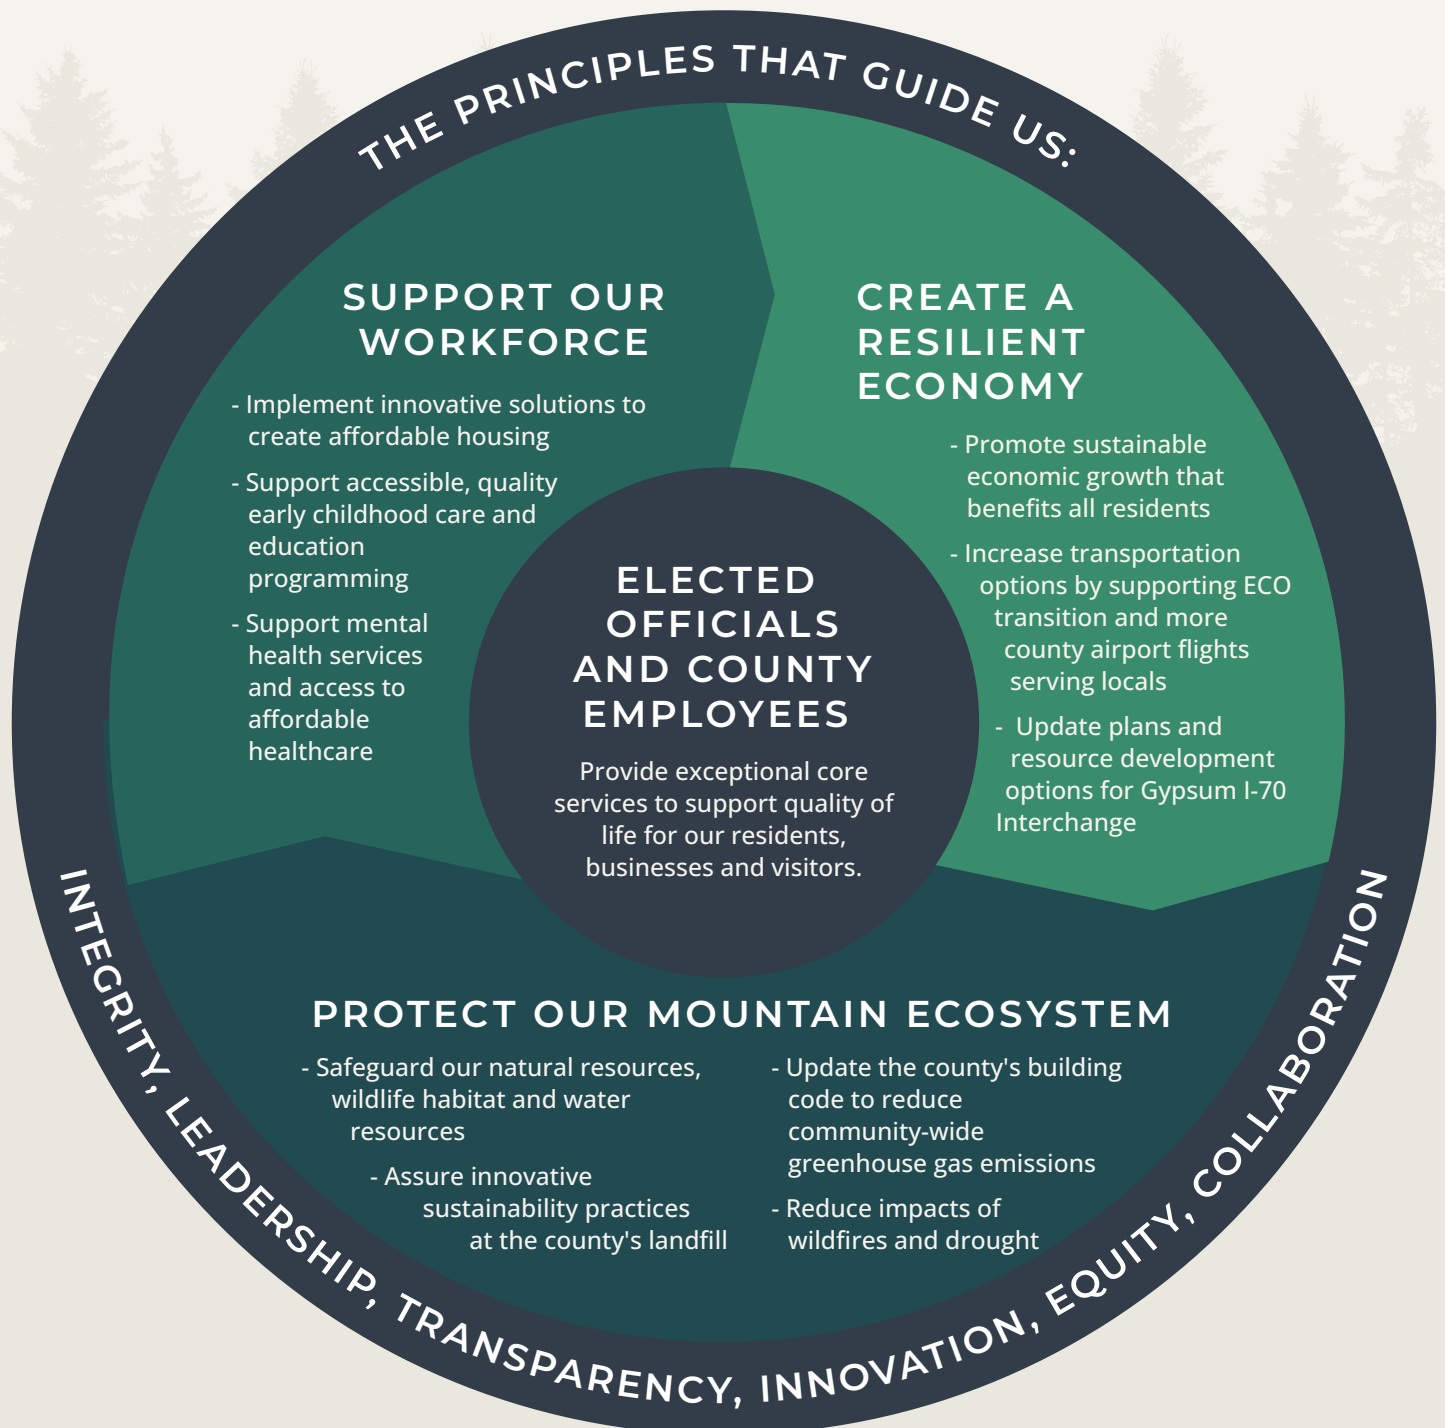 THE PRINCIPLES THAT GUIDE US:
SUPPORT OUR
WORKFORCE
- Implement innovative solutions to
create affordable housing
- Support accessible, quality
early childhood care and
education
programming
- Support mental
health services
and access to
affordable
healthcare
CREATE A
RESILIENT
ECONOMY
- Promote sustainable
economic growth that
benefits all residents
- Increase transportation
options by supporting ECO
transition and more
county airport flights
serving locals
- Update plans and
resource development
options for Gypsum I-70
Interchange
ELECTED
OFFICIALS
AND COUNTY
EMPLOYEES
Provide exceptional core
services to support quality of
life for our residents,
businesses and visitors.
PROTECT OUR MOUNTAIN ECOSYSTEM
- Safeguard our natural resources,
wildlife habitat and water
resources
- Assure innovative
sustainability practices
at the county's landfill
- Update the county's building
code to reduce
community-wide
greenhouse gas emissions
- Reduce impacts of
wildfires and drought
INTEGRITY, LEADERSHIP, TRANSPARENCY, INNOVATION, EQUITY, COLLABORATION